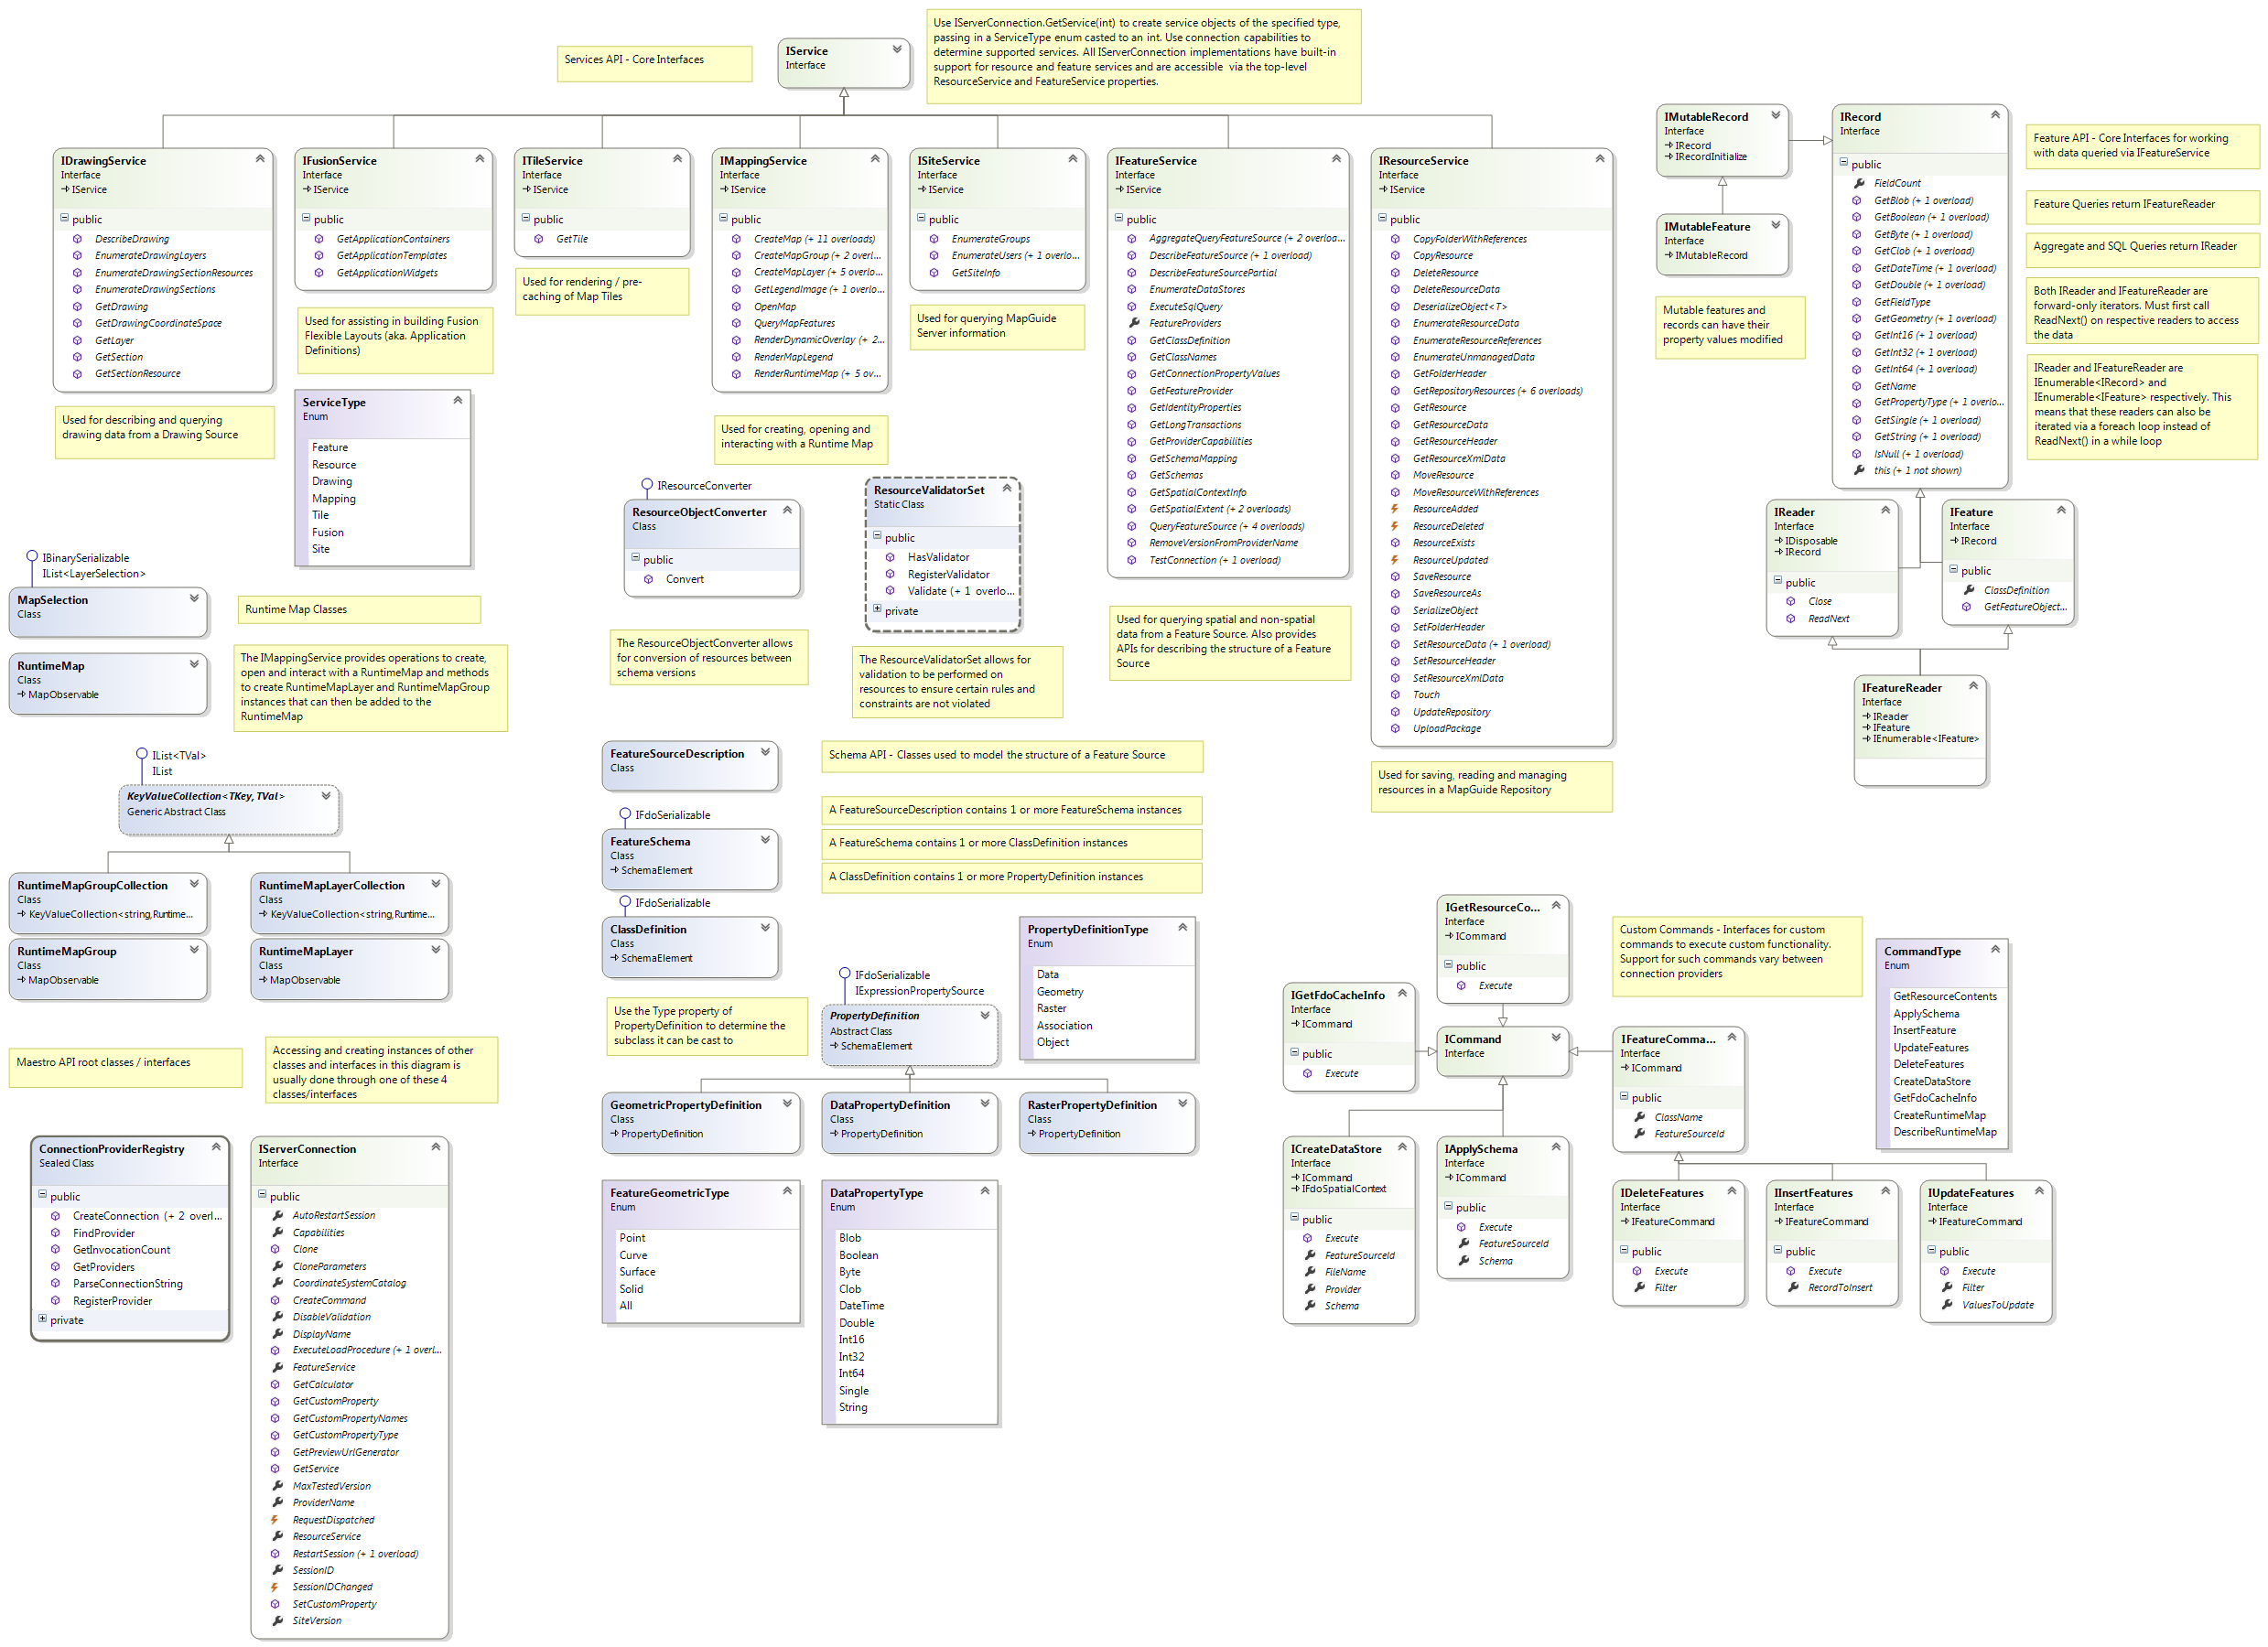 Services API - Core Interfaces
IService
Interface
Use IServerConnection.GetService(int) to create service objects of the specified type,
passing in a ServiceType enum casted to an int. Use connection capabilities to
determine supported services. All IServerConnection implementations have built-in
support for resource and feature services and are accessible via the top-level
ResourceService and FeatureService properties.
IDrawingService
Interface
IService
public
DescribeDrawing
EnumerateDrawingLayers
EnumerateDrawingSectionResources
EnumerateDrawingSections
GetDrawing
GetDrawingCoordinateSpace
GetLayer
GetSection
GetSectionResource
Used for describing and querying
drawing data from a Drawing Source
IFusionService
Interface
IService
public
GetApplicationContainers
GetApplicationTemplates
GetApplicationWidgets
Used for assisting in building Fusion
Flexible Layouts (aka. Application
Definitions)
ServiceType
Enum
Feature
Resource
Drawing
Mapping
Tile
Fusion
Site
ITileService
Interface
IService
public
GetTile
Used for rendering / pre-
caching of Map Tiles
IMappingService
Interface
IService
public
CreateMap (+ 11 overloads)
CreateMapGroup (+ 2 overl...
CreateMapLayer (+ 5 overlo...
GetLegendImage (+ 1 overlo...
OpenMap
QueryMapFeatures
RenderDynamicOverlay (+ 2...
RenderMapLegend
RenderRuntimeMap (+ 5 ov...
Used for creating, opening and
interacting with a Runtime Map
ISiteService
Interface
IService
public
EnumerateGroups
EnumerateUsers (+ 1 overlo...
GetSiteInfo
Used for querying MapGuide
Server information
IFeatureService
Interface
IService
public
AggregateQueryFeatureSource (+ 2 overloa...
DescribeFeatureSource (+ 1 overload)
DescribeFeatureSourcePartial
EnumerateDataStores
ExecuteSqlQuery
FeatureProviders
GetClassDefinition
GetClassNames
GetConnectionPropertyValues
GetFeatureProvider
GetIdentityProperties
GetLongTransactions
GetProviderCapabilities
GetSchemaMapping
GetSchemas
GetSpatialContextInfo
GetSpatialExtent (+ 2 overloads)
QueryFeatureSource (+ 4 overloads)
RemoveVersionFromProviderName
TestConnection (+ 1 overload)
Used for querying spatial and non-spatial
data from a Feature Source. Also provides
APIs for describing the structure of a Feature
Source
IResourceService
Interface
IService
public
CopyFolderWithReferences
CopyResource
DeleteResource
DeleteResourceData
DeserializeObject<T>
EnumerateResourceData
EnumerateResourceReferences
EnumerateUnmanagedData
GetFolderHeader
GetRepositoryResources (+ 6 overloads)
GetResource
GetResourceData
GetResourceHeader
GetResourceXmlData
MoveResource
MoveResourceWithReferences
ResourceAdded
ResourceDeleted
ResourceExists
ResourceUpdated
SaveResource
SaveResourceAs
SerializeObject
SetFolderHeader
SetResourceData (+ 1 overload)
SetResourceHeader
SetResourceXmlData
Touch
UpdateRepository
UploadPackage
Used for saving, reading and managing
resources in a MapGuide Repository
IMutableRecord
Interface
IRecord
IRecordInitialize
IMutableFeature
Interface
IMutableRecord
Mutable features and
records can have their
property values modified
IRecord
Interface
public
FieldCount
GetBlob (+ 1 overload)
GetBoolean (+ 1 overload)
GetByte (+ 1 overload)
GetClob (+ 1 overload)
GetDateTime (+ 1 overload)
GetDouble (+ 1 overload)
GetFieldType
GetGeometry (+ 1 overload)
GetInt16 (+ 1 overload)
GetInt32 (+ 1 overload)
GetInt64 (+ 1 overload)
GetName
GetPropertyType (+ 1 overlo...
GetSingle (+ 1 overload)
GetString (+ 1 overload)
IsNull (+ 1 overload)
this (+ 1 not shown)
Feature API - Core Interfaces for working
with data queried via IFeatureService
Feature Queries return IFeatureReader
Aggregate and SQL Queries return IReader
Both IReader and IFeatureReader are
forward-only iterators. Must first call
ReadNext() on respective readers to access
the data
IReader and IFeatureReader are
IEnumerable<IRecord> and
IEnumerable<IFeature> respectively. This
means that these readers can also be
iterated via a foreach loop instead of
ReadNext() in a while loop
IReader
Interface
IDisposable
IRecord
public
Close
ReadNext
IFeature
Interface
IRecord
public
ClassDefinition
GetFeatureObject...
IFeatureReader
Interface
IReader
IFeature
IEnumerable<IFeature>
IResourceConverter
ResourceObjectConverter
Class
public
Convert
The ResourceObjectConverter allows
for conversion of resources between
schema versions
ResourceValidatorSet
Static Class
public
HasValidator
RegisterValidator
Validate (+ 1 overlo...
private
The ResourceValidatorSet allows for
validation to be performed on
resources to ensure certain rules and
constraints are not violated
IBinarySerializable
IList<LayerSelection>
MapSelection
Class
Runtime Map Classes
RuntimeMap
Class
MapObservable
The IMappingService provides operations to create,
open and interact with a RuntimeMap and methods
to create RuntimeMapLayer and RuntimeMapGroup
instances that can then be added to the
RuntimeMap
IList<TVal>
IList
KeyValueCollection<TKey, TVal>
Generic Abstract Class
RuntimeMapGroupCollection
Class
KeyValueCollection<string,Runtime...
RuntimeMapLayerCollection
Class
KeyValueCollection<string,Runtime...
RuntimeMapGroup
Class
MapObservable
RuntimeMapLayer
Class
MapObservable
FeatureSourceDescription
Class
Schema API - Classes used to model the structure of a Feature Source
A FeatureSourceDescription contains 1 or more FeatureSchema instances
A FeatureSchema contains 1 or more ClassDefinition instances
A ClassDefinition contains 1 or more PropertyDefinition instances
IFdoSerializable
FeatureSchema
Class
SchemaElement
IFdoSerializable
ClassDefinition
Class
SchemaElement
Use the Type property of
PropertyDefinition to determine the
subclass it can be cast to
IFdoSerializable
IExpressionPropertySource
PropertyDefinition
Abstract Class
SchemaElement
PropertyDefinitionType
Enum
Data
Geometry
Raster
Association
Object
GeometricPropertyDefinition
Class
PropertyDefinition
DataPropertyDefinition
Class
PropertyDefinition
RasterPropertyDefinition
Class
PropertyDefinition
FeatureGeometricType
Enum
Point
Curve
Surface
Solid
All
DataPropertyType
Enum
Blob
Boolean
Byte
Clob
DateTime
Double
Int16
Int32
Int64
Single
String
Maestro API root classes / interfaces
Accessing and creating instances of other
classes and interfaces in this diagram is
usually done through one of these 4
classes/interfaces
ConnectionProviderRegistry
Sealed Class
public
CreateConnection (+ 2 overl...
FindProvider
GetInvocationCount
GetProviders
ParseConnectionString
RegisterProvider
private
IServerConnection
Interface
public
AutoRestartSession
Capabilities
Clone
CloneParameters
CoordinateSystemCatalog
CreateCommand
DisableValidation
DisplayName
ExecuteLoadProcedure (+ 1 overl...
FeatureService
GetCalculator
GetCustomProperty
GetCustomPropertyNames
GetCustomPropertyType
GetPreviewUrlGenerator
GetService
MaxTestedVersion
ProviderName
RequestDispatched
ResourceService
RestartSession (+ 1 overload)
SessionID
SessionIDChanged
SetCustomProperty
SiteVersion
IGetResourceCo...
Interface
ICommand
public
Execute
Custom Commands - Interfaces for custom
commands to execute custom functionality.
Support for such commands vary between
connection providers
CommandType
Enum
GetResourceContents
ApplySchema
InsertFeature
UpdateFeatures
DeleteFeatures
CreateDataStore
GetFdoCacheInfo
CreateRuntimeMap
DescribeRuntimeMap
IGetFdoCacheInfo
Interface
ICommand
public
Execute
ICommand
Interface
IFeatureComma...
Interface
ICommand
public
ClassName
FeatureSourceId
ICreateDataStore
Interface
ICommand
IFdoSpatialContext
public
Execute
FeatureSourceId
FileName
Provider
Schema
IApplySchema
Interface
ICommand
public
Execute
FeatureSourceId
Schema
IDeleteFeatures
Interface
IFeatureCommand
public
Execute
Filter
IInsertFeatures
Interface
IFeatureCommand
public
Execute
RecordToInsert
IUpdateFeatures
Interface
IFeatureCommand
public
Execute
Filter
ValuesToUpdate